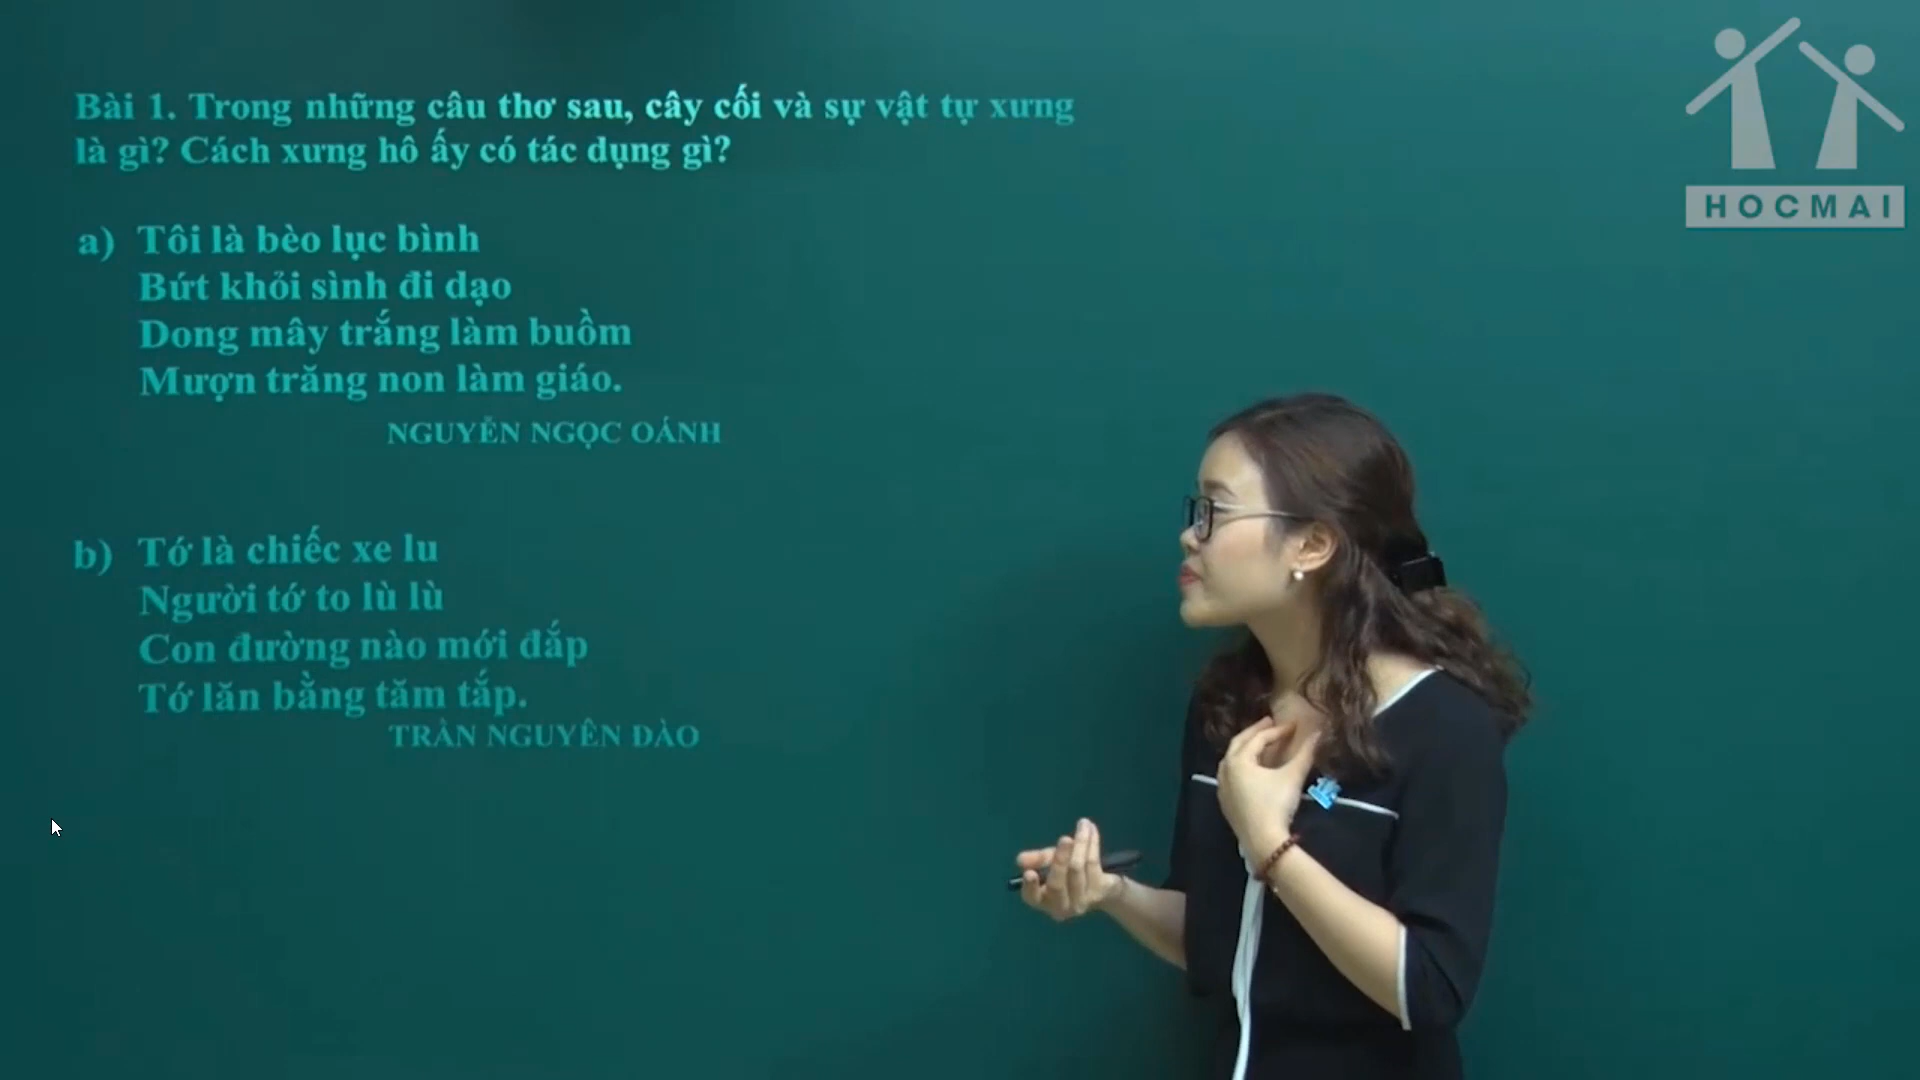 HOCMAI
Bài 1. Trong những câu thơ sau, cây cối và sự vật tự xưng
là gì? Cách xưng hô ấy có tác dụng gì?
a) Tôi là bèo lục bình
Bứt khỏi sình đi dạo
Dong mây trắng làm buồm
Mượn trăng non làm giáo.
NGUYỄN NGỌC OÁNH
b) Tớ là chiếc xe lu
Người tớ to lù lù
Con đường nào mới đắp
Tớ lăn bằng tăm tắp.
TRẦN NGUYÊN ĐÀO